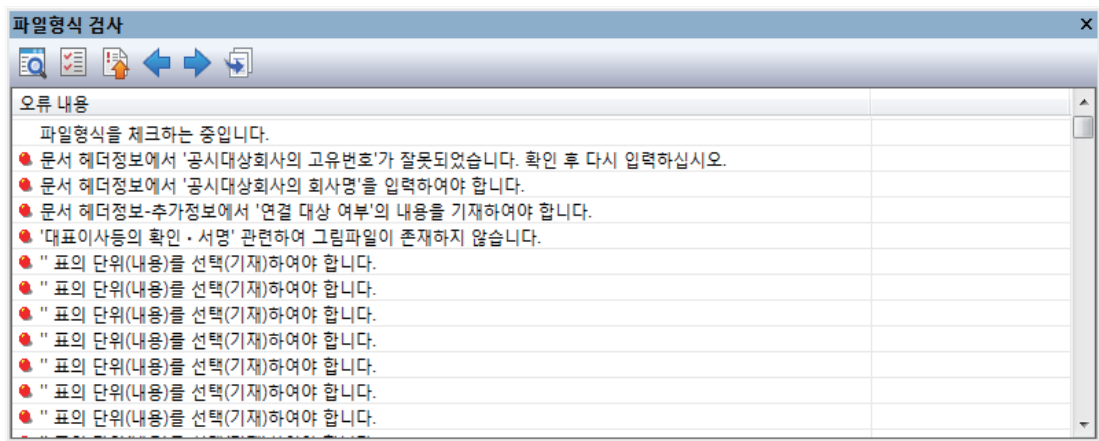 파일형식 검사
오류 내용
파일형식을 체크하는 중입니다.
문서 헤더정보에서 '공시대상회사의 고유번호'가 잘못되었습니다. 확인 후 다시 입력하십시오.
문서 헤더정보에서 '공시대상회사의 회사명'을 입력하여야 합니다.
문서 헤더정보-추가정보에서 '연결 대상 여부'의 내용을 기재하여야 합니다.
'대표이사등의 확인・서명' 관련하여 그림파일이 존재하지 않습니다.
'' 표의 단위(내용)를 선택(기재)하여야 합니다.
'' 표의 단위(내용)를 선택(기재)하여야 합니다.
'' 표의 단위(내용)를 선택(기재)하여야 합니다.
'' 표의 단위(내용)를 선택(기재)하여야 합니다.
'' 표의 단위(내용)를 선택(기재)하여야 합니다.
'' 표의 단위(내용)를 선택(기재)하여야 합니다.
'' 표의 단위(내용)를 선택(기재)하여야 합니다.